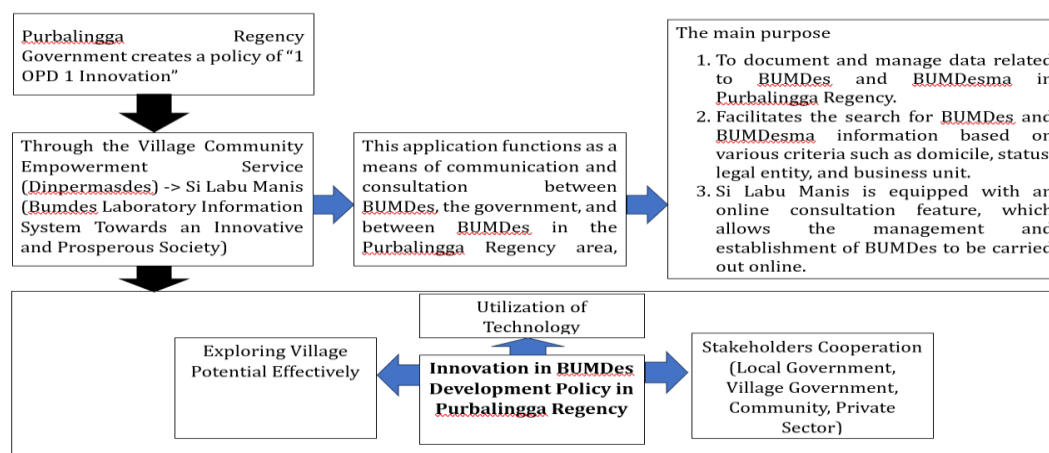 Purbalingga Regency
Government creates a policy of “1
OPD 1 Innovation”
Through the Village Community
Empowerment Service
(Dinpermasdes) -> Si Labu Manis
(Bumdes Laboratory Information
System Towards an Innovative
and Prosperous Society)
This application functions as a
means of communication and
consultation between
BUMDes, the government, and
between BUMDes in the
Purbalingga Regency area,
The main purpose
1. To document and manage data related
to BUMDes and BUMDesma in
Purbalingga Regency.
2. Facilitates the search for BUMDes and
BUMDesma information based on
various criteria such as domicile, status,
legal entity, and business unit.
3. Si Labu Manis is equipped with an
online consultation feature, which
allows the management and
establishment of BUMDes to be carried
out online.
Utilization of
Technology
Exploring Village
Potential Effectively
Innovation in BUMDes
Development Policy in
Purbalingga Regency
Stakeholders Cooperation
(Local Government,
Village Government,
Community, Private
Sector)